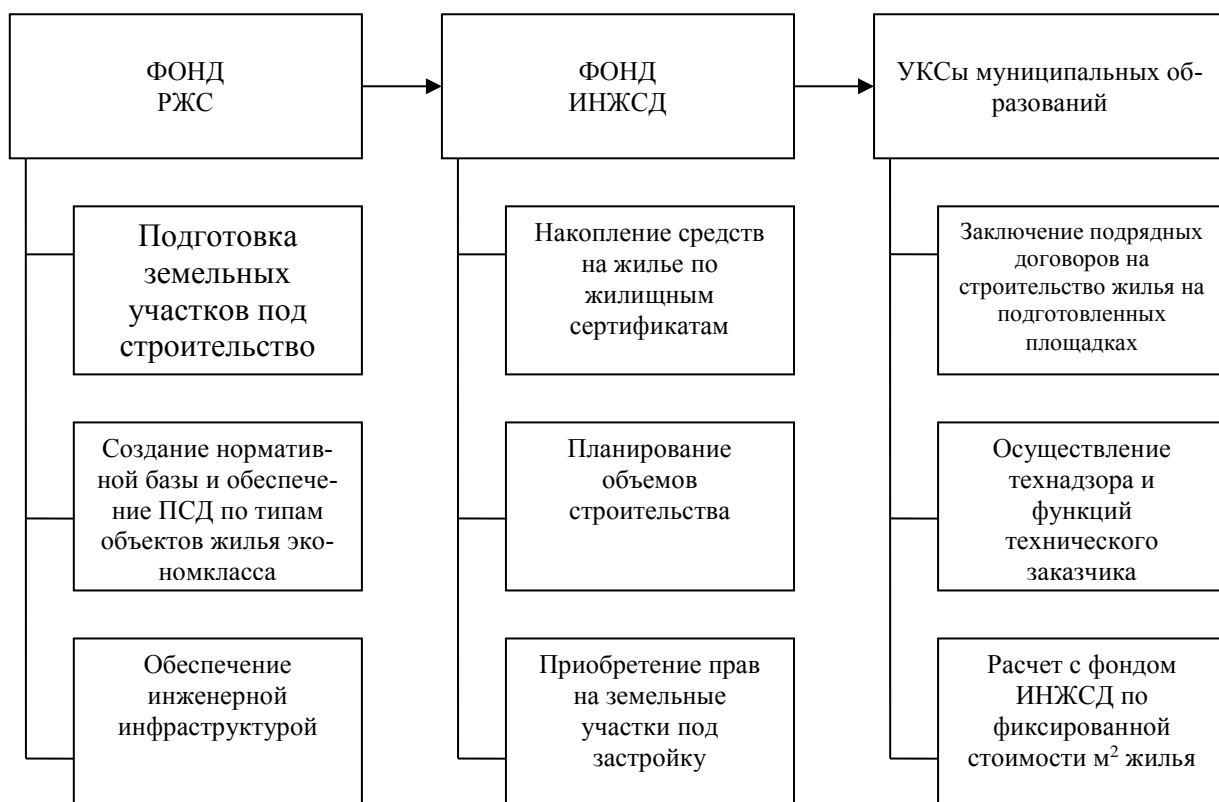 ФОНД
РЖС
ФОНД
ИНЖСД
УКСы муниципальных об-
разований
Подготовка
земельных
участков под
строительство
Накопление средств
на жилье по
жилищным
сертификатам
Заключение подрядных
договоров на
строительство жилья на
подготовленных
площадках
Создание норматив-
ной базы и обеспече-
ние ПСД по типам
объектов жилья эко-
номкласса
Планирование
объемов
строительства
Осуществление
технадзора и
функций
технического
заказчика
Обеспечение
инженерной
инфраструктурой
Приобретение прав
на земельные
участки под
застройку
Расчет с фондом
ИНЖСД по
фиксированной
стоимости м² жилья